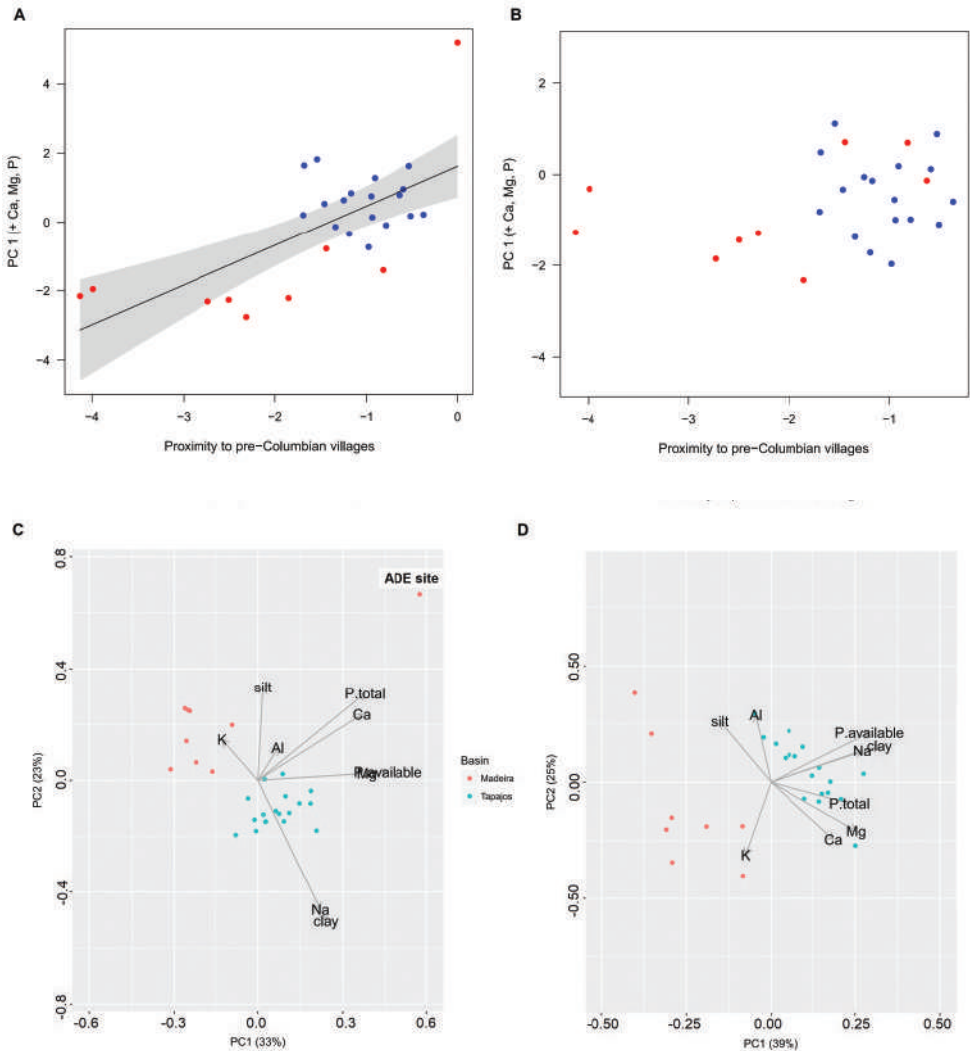 A
B
PC 1 (+ Ca, Mg, P)
4
2
0
−2
−4
−4
−3
−2
−1
0
Proximity to pre−Columbian villages
PC 1 (+ Ca, Mg, P)
2
0
−2
−4
−4
−3
−2
−1
Proximity to pre−Columbian villages
C
D
PC2 (23%)
0.8
0.4
0.0
-0.4
-0.8
ADE site
silt
P.total
Ca
K
Al
Mg
P.available
Na
clay
-0.6
-0.3
0.0
0.3
0.6
PC1 (33%)
Basin
Madeira
Tapajos
PC2 (25%)
0.50
0.00
-0.50
silt
Al
P.available
clay
Na
P.total
Mg
Ca
K
-0.50
-0.25
0.00
0.25
0.50
PC1 (39%)